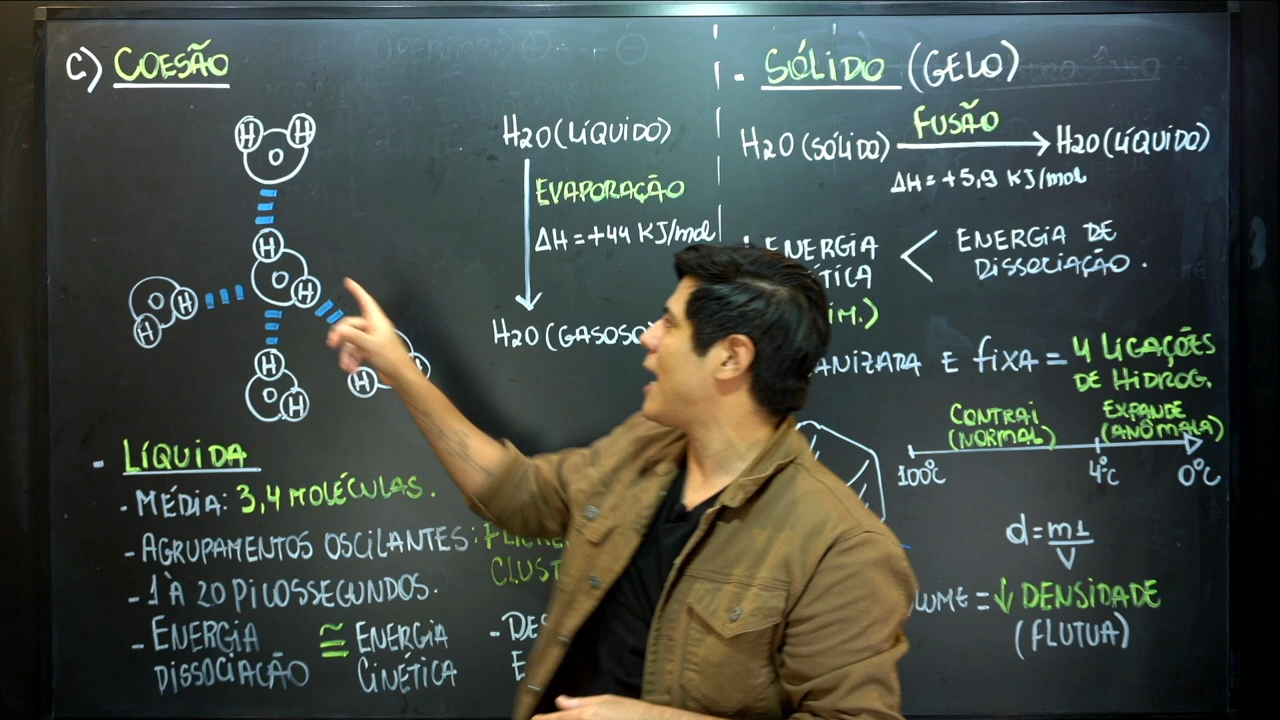 C) COESÃO
H H
O
H
O H
O H
H
H
O H
H
H2O (LÍQUIDO)
EVAPORAÇÃO
ΔH = +44 KJ/mol
H2O (GASOSO
- LÍQUIDA
- MÉDIA: 3,4 MOLÉCULAS.
- AGRUPAMENTOS OSCILANTES:
- 1 À 20 PICOSSEGUNDOS.
- ENERGIA DISSOCIAÇÃO ≅ ENERGIA CINÉTICA
- SÓLIDO (GELO)
H2O (SÓLIDO) FUSÃO H2O (LÍQUIDO)
ΔH = +5,9 KJ/mol
ENERGIA < ENERGIA DE
DISSOCIAÇÃO.
E FIXA = 4 LIGAÇÕES
DE HIDROG.
CONTRAI (NORMAL) EXPANDE (ANÔMALA)
100°C 4°C 0°C
d = m↓
V
= ↓ DENSIDADE
(FLUTUA)